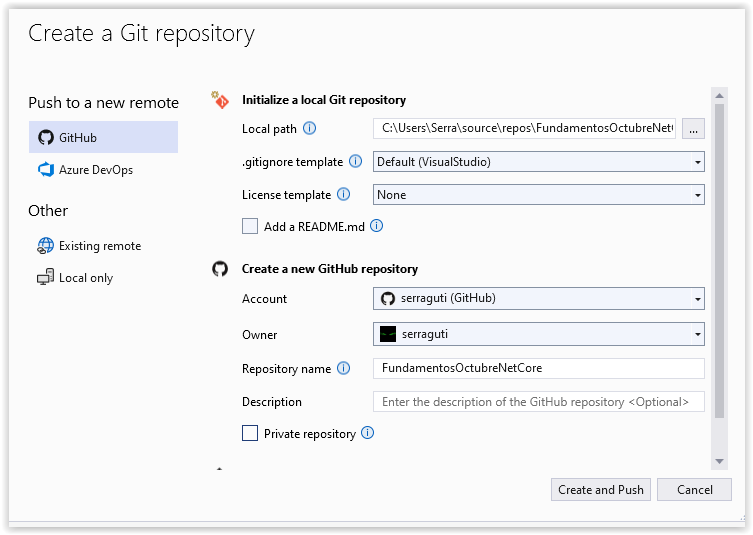 Create a Git repository
Push to a new remote
GitHub
Azure DevOps
Other
Existing remote
Local only
Initialize a local Git repository
Local path
C:\Users\Serra\source\repos\FundamentosOctubreNet
...
.gitignore template
Default (VisualStudio)
License template
None
Add a README.md
Create a new GitHub repository
Account
serraguti (GitHub)
Owner
serraguti
Repository name
FundamentosOctubreNetCore
Description
Enter the description of the GitHub repository <Optional>
Private repository
Create and Push
Cancel